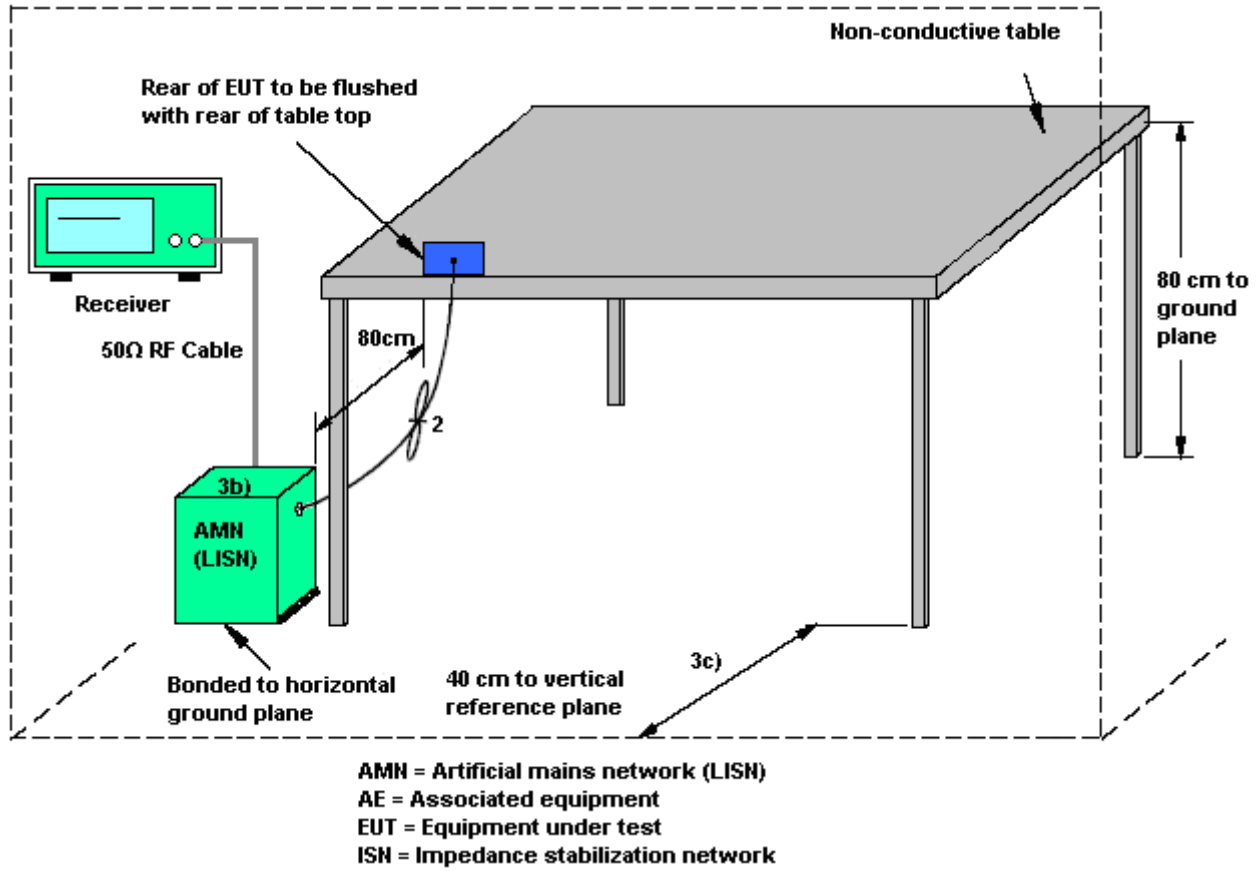 Non-conductive table
Rear of EUT to be flushed
with rear of table top
Receiver
50Ω RF Cable
80cm
80 cm to
ground
plane
2
3b)
AMN
(LISN)
3c)
Bonded to horizontal
ground plane
40 cm to vertical
reference plane
AMN = Artificial mains network (LISN)
AE = Associated equipment
EUT = Equipment under test
ISN = Impedance stabilization network